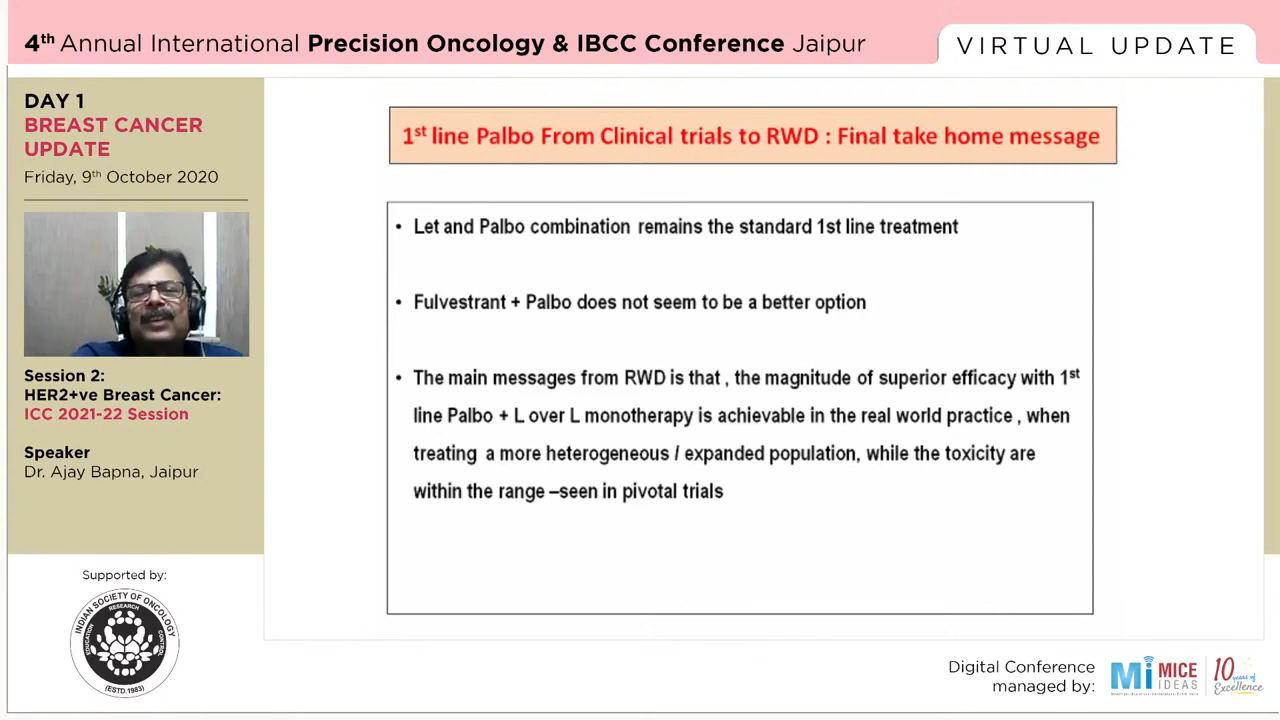 4th Annual International Precision Oncology & IBCC Conference Jaipur
VIRTUAL UPDATE
DAY 1
BREAST CANCER
UPDATE
Friday, 9th October 2020
Session 2:
HER2+ve Breast Cancer:
ICC 2021-22 Session
Speaker
Dr. Ajay Bapna, Jaipur
Supported by:
INDIAN SOCIETY OF ONCOLOGY
RESEARCH
EDUCATION
CONTROL
(ESTD.1983)
1st line Palbo From Clinical trials to RWD : Final take home message
• Let and Palbo combination remains the standard 1st line treatment
• Fulvestrant + Palbo does not seem to be a better option
• The main messages from RWD is that , the magnitude of superior efficacy with 1st
line Palbo + L over L monotherapy is achievable in the real world practice , when
treating a more heterogeneous / expanded population, while the toxicity are
within the range –seen in pivotal trials
Digital Conference
managed by:
Mi MICE
IDEAS
10 years of
Excellence